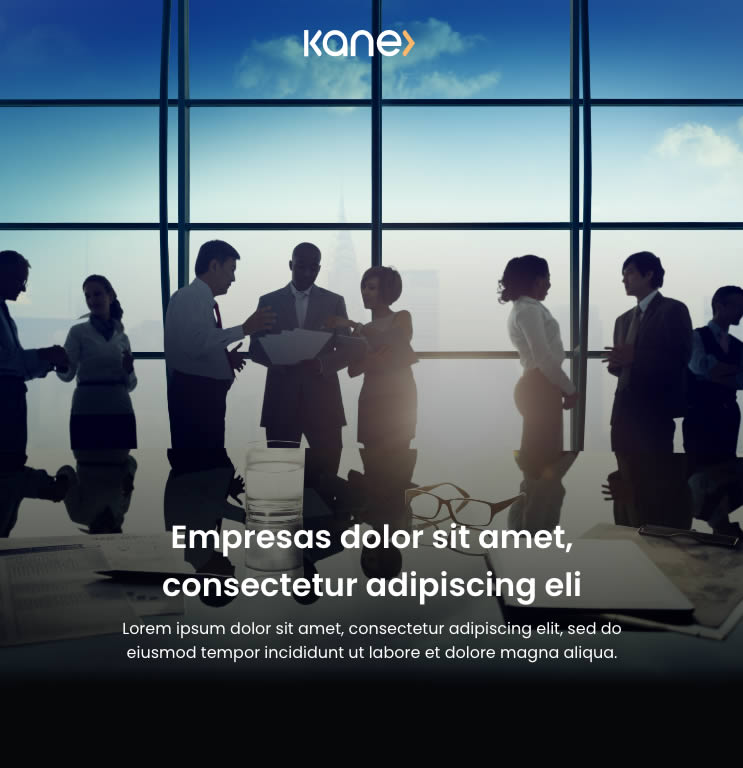 kane
Empresas dolor sit amet,
consectetur adipiscing eli
Lorem ipsum dolor sit amet, consectetur adipiscing elit, sed do
eiusmod tempor incididunt ut labore et dolore magna aliqua.